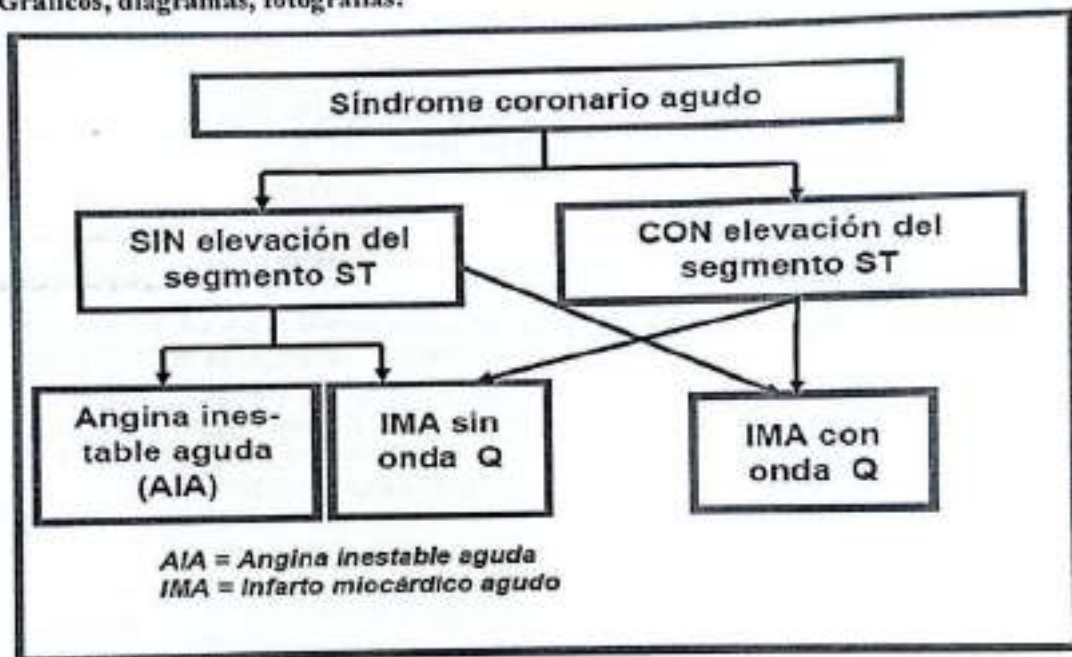 Gráficos, diagramas, fotografías.
Síndrome coronario agudo
SIN elevación del
segmento ST
CON elevación del
segmento ST
Angina ines-
table aguda
(AIA)
IMA sin
onda Q
IMA con
onda Q
AIA = Angina inestable aguda
IMA = Infarto miocárdico agudo